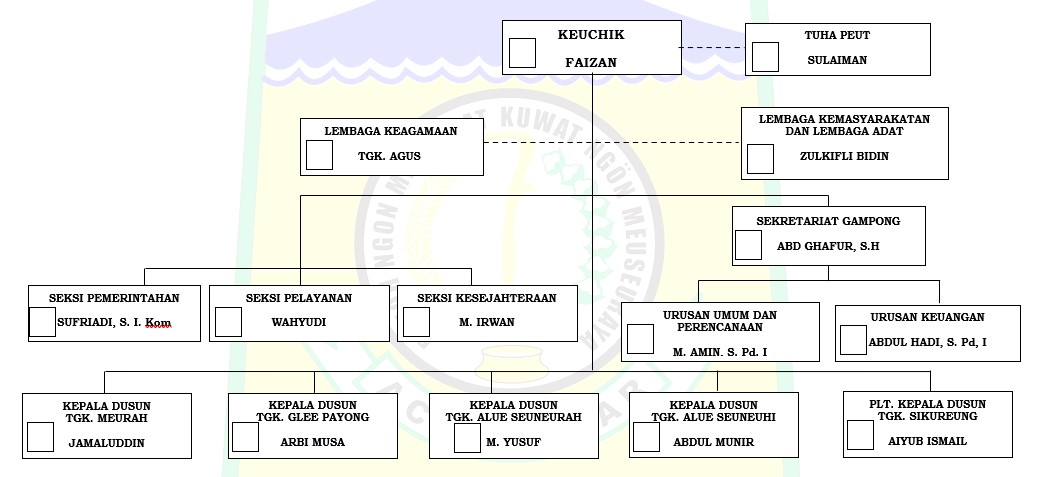 KEUCHIK
FAIZAN
TUHA PEUT
SULAIMAN
LEMBAGA KEAGAMAAN
TGK. AGUS
LEMBAGA KEMASYARAKATAN
DAN LEMBAGA ADAT
ZULKIFLI BIDIN
SEKRETARIAT GAMPONG
ABD GHAFUR, S.H
SEKSI PEMERINTAHAN
SUFRIADI, S. I. Kom
SEKSI PELAYANAN
WAHYUDI
SEKSI KESEJAHTERAAN
M. IRWAN
URUSAN UMUM DAN
PERENCANAAN
M. AMIN. S. Pd. I
URUSAN KEUANGAN
ABDUL HADI, S. Pd, I
KEPALA DUSUN
TGK. MEURAH
JAMALUDDIN
KEPALA DUSUN
TGK. GLEE PAYONG
ARBI MUSA
KEPALA DUSUN
TGK. ALUE SEUNEURAH
M. YUSUF
KEPALA DUSUN
TGK. ALUE SEUNEUHI
ABDUL MUNIR
PLT. KEPALA DUSUN
TGK. SIKUREUNG
AIYUB ISMAIL
KUWAT NGÖN MEUSEURAYA